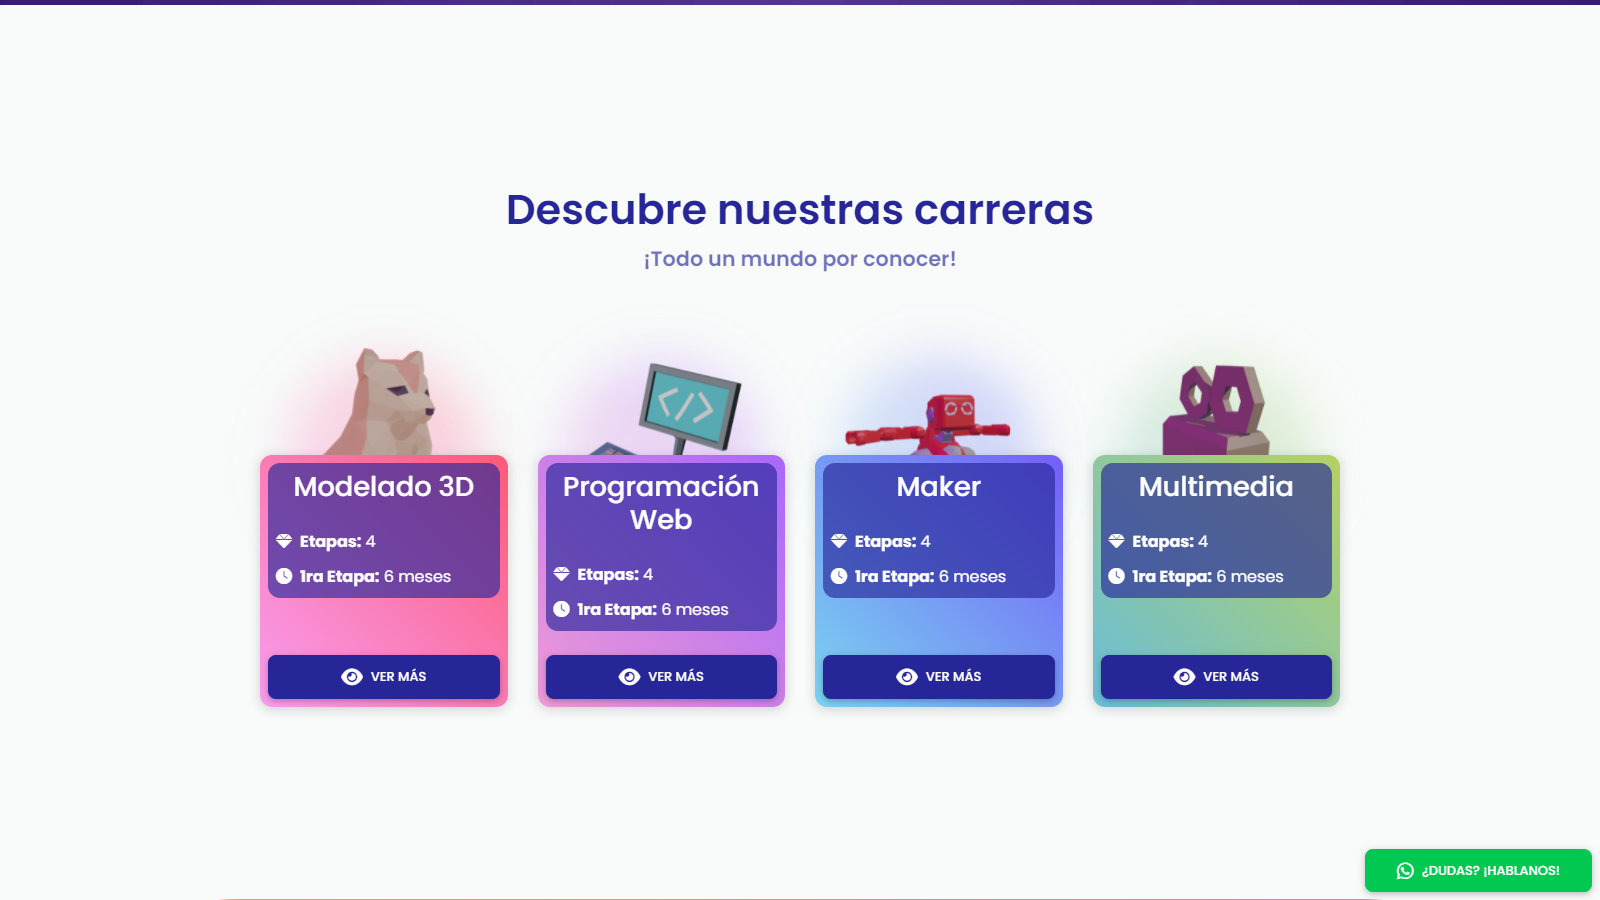 Descubre nuestras carreras
¡Todo un mundo por conocer!
</>
Modelado 3D
Etapas: 4
1ra Etapa: 6 meses
VER MÁS
Programación
Web
Etapas: 4
1ra Etapa: 6 meses
VER MÁS
Maker
Etapas: 4
1ra Etapa: 6 meses
VER MÁS
Multimedia
Etapas: 4
1ra Etapa: 6 meses
VER MÁS
¿DUDAS? ¡HABLANOS!